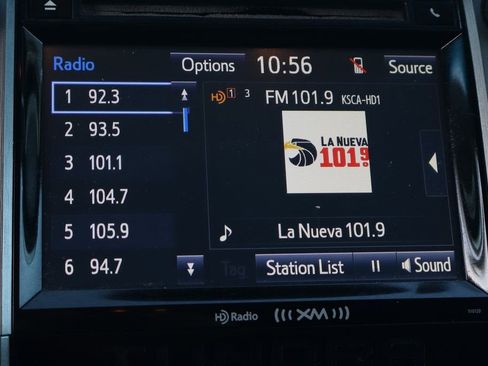 Radio Options 10:56 Source
1 92.3
2 93.5
3 101.1
4 104.7
5 105.9
6 94.7
HD 1 3 FM 101.9 KSCA-HD1
LA NUEVA
101.9
La Nueva 101.9
Tag Station List Sound
HD Radio ((( XM )))